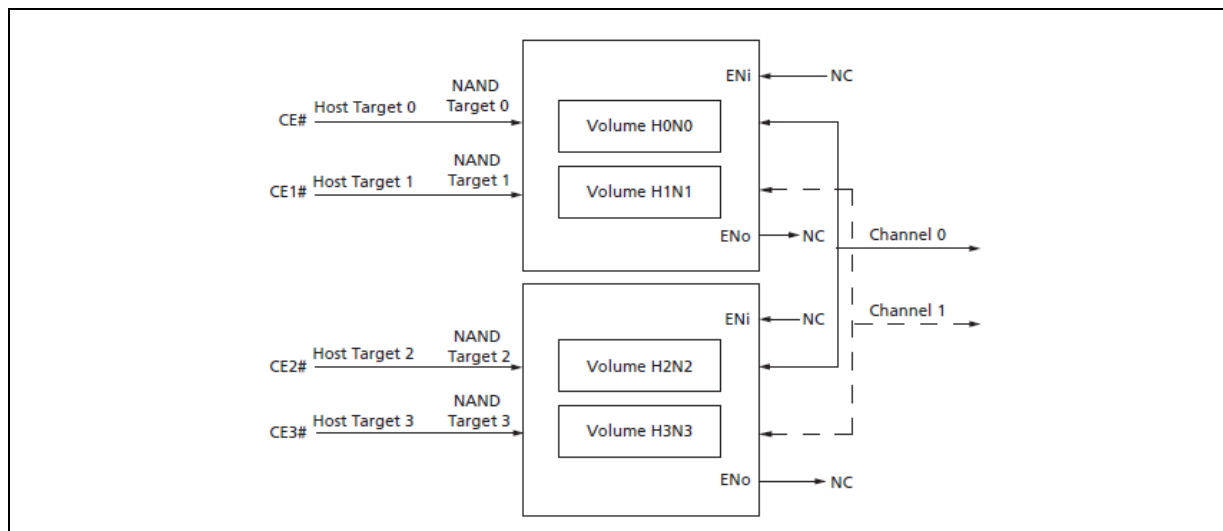 ENi
NC
NAND
Target 0
CE#
Host Target 0
Volume H0N0
NAND
Target 1
CE1#
Host Target 1
Volume H1N1
ENo
NC
Channel 0
Channel 1
ENi
NC
NAND
Target 2
CE2#
Host Target 2
Volume H2N2
NAND
Target 3
CE3#
Host Target 3
Volume H3N3
ENo
NC